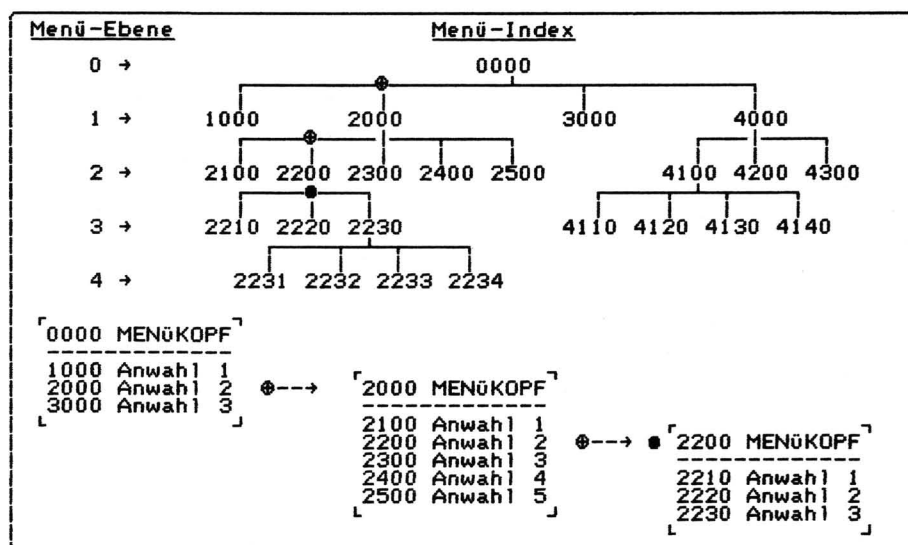 Menü-Ebene Menü-Index
0 → 0000
1 → 1000 2000 3000 4000
2 → 2100 2200 2300 2400 2500 4100 4200 4300
3 → 2210 2220 2230 4110 4120 4130 4140
4 → 2231 2232 2233 2234
0000 MENüKOPF
1000 Anwahl 1
2000 Anwahl 2
3000 Anwahl 3
2000 MENüKOPF
2100 Anwahl 1
2200 Anwahl 2
2300 Anwahl 3
2400 Anwahl 4
2500 Anwahl 5
2200 MENüKOPF
2210 Anwahl 1
2220 Anwahl 2
2230 Anwahl 3